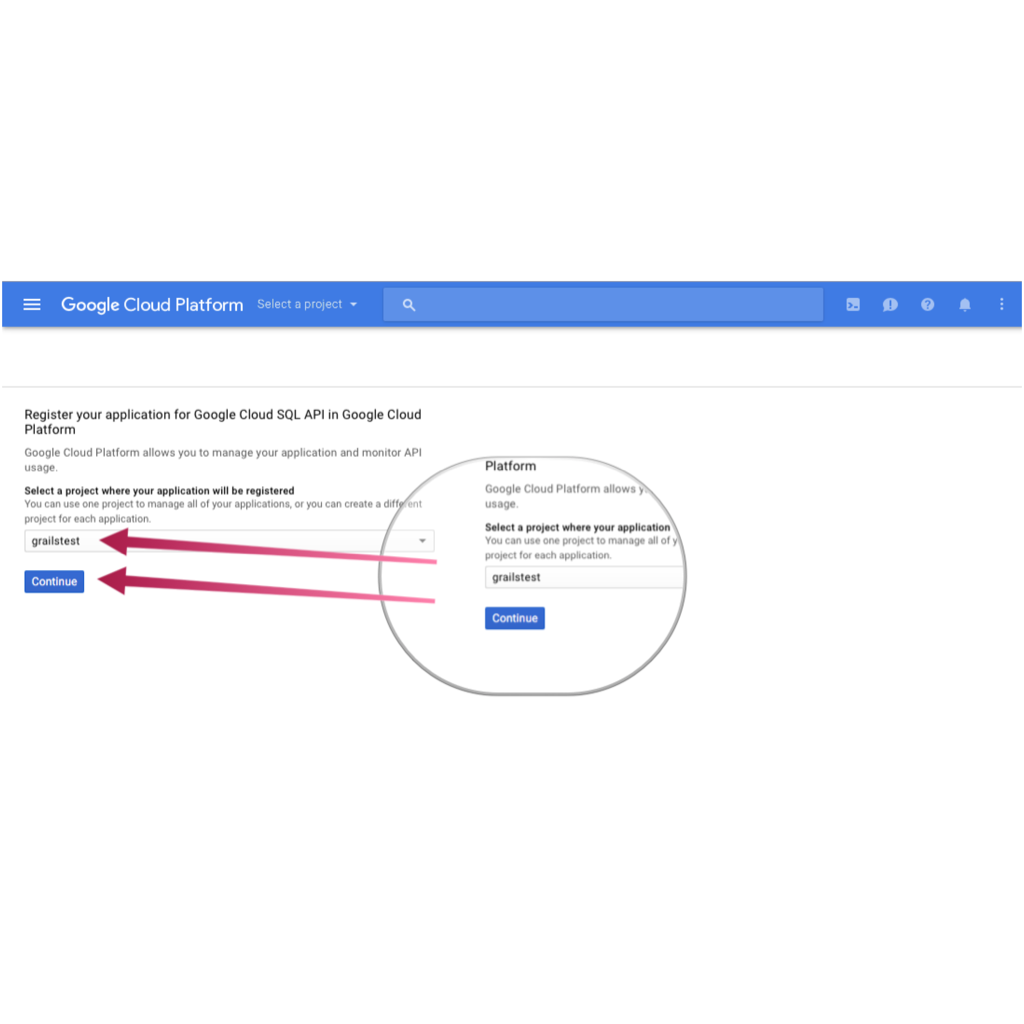 Google Cloud Platform Select a project
Register your application for Google Cloud SQL API in Google Cloud
Platform
Google Cloud Platform allows you to manage your application and monitor API
usage.
Select a project where your application will be registered
You can use one project to manage all of your applications, or you can create a different
project for each application.
grailstest
Continue
Platform
Google Cloud Platform allows y
usage.
Select a project where your application
You can use one project to manage all of y
project for each application.
grailstest
Continue